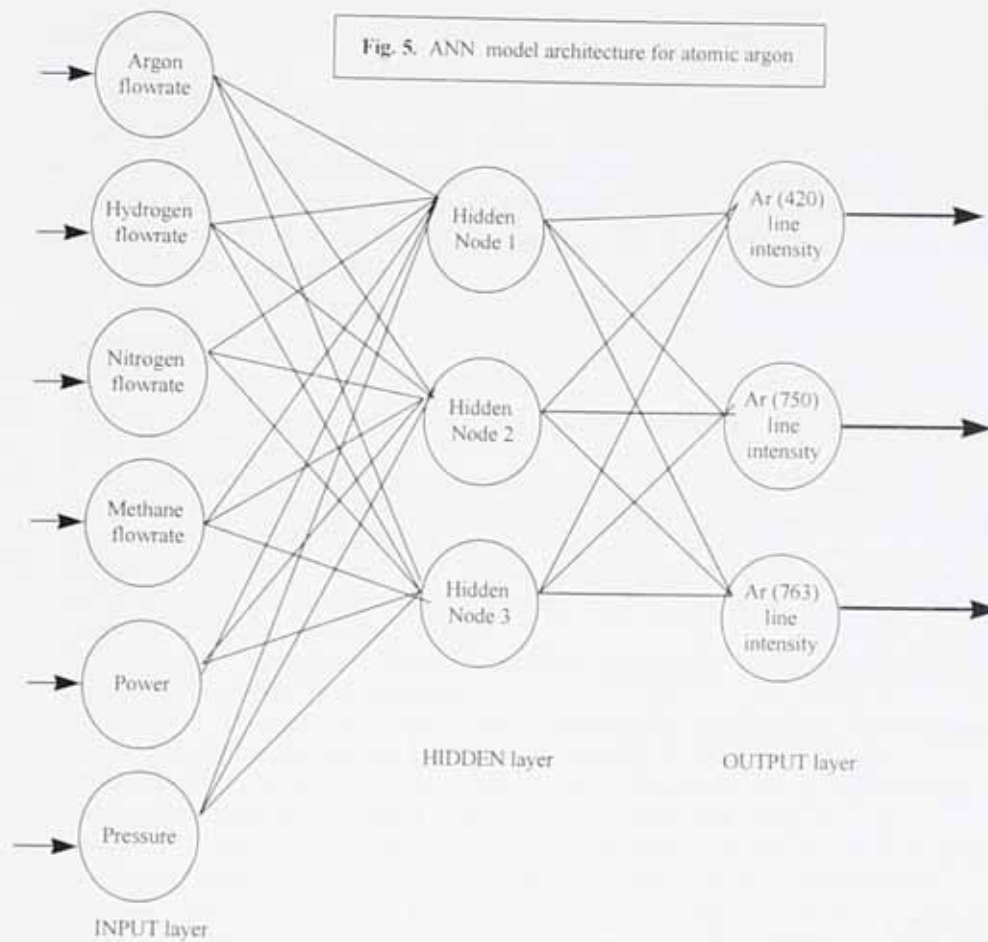 Fig. 5. ANN model architecture for atomic argon
Argon
flowrate
Hydrogen
flowrate
Nitrogen
flowrate
Methane
flowrate
Power
Pressure
INPUT layer
Hidden
Node 1
Hidden
Node 2
Hidden
Node 3
HIDDEN layer
Ar (420)
line
intensity
Ar (750)
line
intensity
Ar (763)
line
intensity
OUTPUT layer